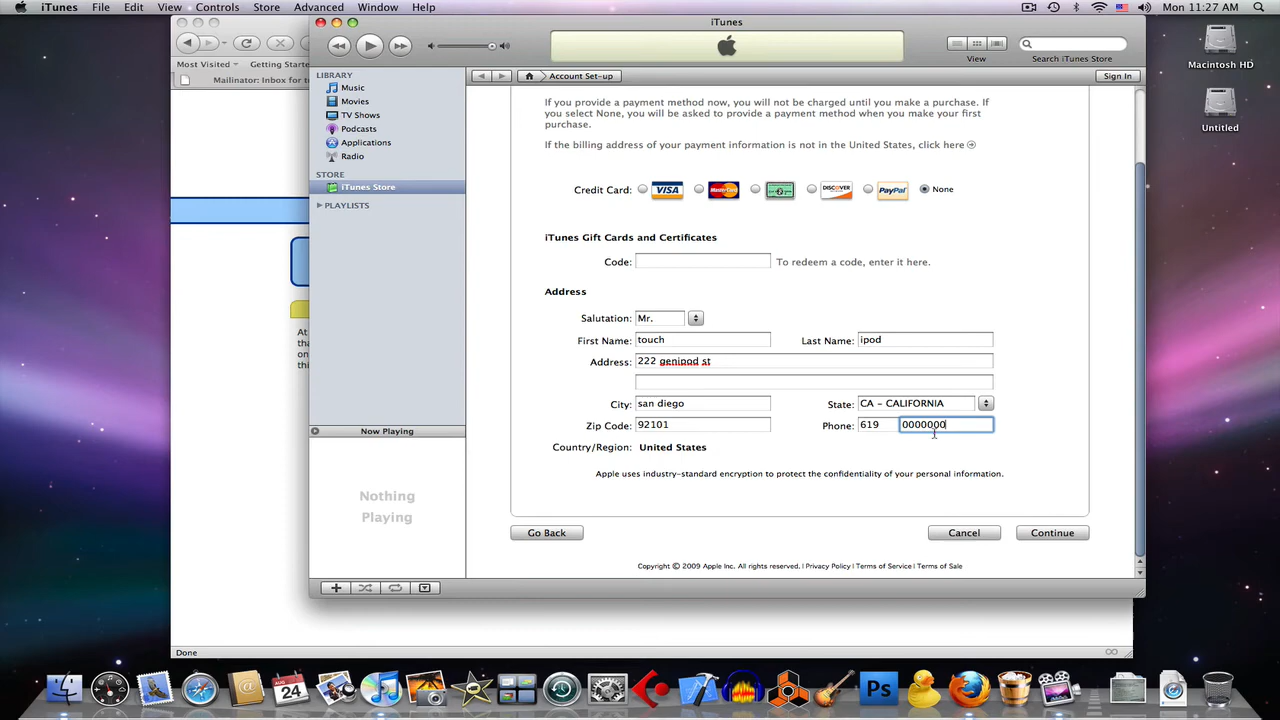 iTunes File Edit View Controls Store Advanced Window Help Mon 11:27 AM
iTunes
Most Visited Getting Starte
Mailinator: Inbox for t
View
Search iTunes Store
LIBRARY
Music
Movies
TV Shows
Podcasts
Applications
Radio
STORE
iTunes Store
PLAYLISTS
Account Set-up
Sign In
If you provide a payment method now, you will not be charged until you make a purchase. If
you select None, you will be asked to provide a payment method when you make your first
purchase.
If the billing address of your payment information is not in the United States, click here
Credit Card: VISA MasterCard DISCOVER PayPal None
iTunes Gift Cards and Certificates
Code: To redeem a code, enter it here.
Address
Salutation: Mr.
First Name: touch Last Name: ipod
Address: 222 genipod st
City: san diego State: CA - CALIFORNIA
Zip Code: 92101 Phone: 619 0000000
Country/Region: United States
Apple uses industry-standard encryption to protect the confidentiality of your personal information.
Go Back Cancel Continue
Copyright © 2009 Apple Inc. All rights reserved. | Privacy Policy | Terms of Service | Terms of Sale
Now Playing
Nothing
Playing
At
tha
on
this
Done
Macintosh HD
Untitled
24
Ps